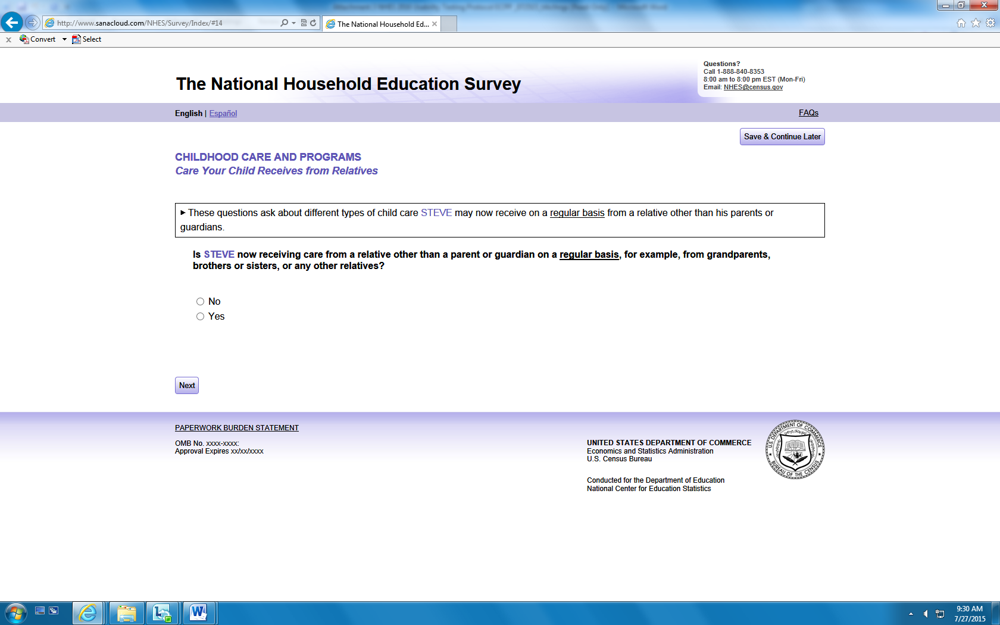 http://www.sanacloud.com/NHES/Survey/Index/#14
The National Household Ed...
Convert
Select
Questions?
Call 1-888-840-8353
8:00 am to 8:00 pm EST (Mon-Fri)
Email: NHES@census.gov
The National Household Education Survey
English | Español
FAQs
Save & Continue Later
CHILDHOOD CARE AND PROGRAMS
Care Your Child Receives from Relatives
These questions ask about different types of child care STEVE may now receive on a regular basis from a relative other than his parents or
guardians.
Is STEVE now receiving care from a relative other than a parent or guardian on a regular basis, for example, from grandparents,
brothers or sisters, or any other relatives?
No
Yes
Next
PAPERWORK BURDEN STATEMENT
OMB No. xxxx-xxxx:
Approval Expires xx/xx/xxxx
UNITED STATES DEPARTMENT OF COMMERCE
Economics and Statistics Administration
U.S. Census Bureau
Conducted for the Department of Education
National Center for Education Statistics
U.S. DEPARTMENT OF COMMERCE
BUREAU OF THE CENSUS
9:30 AM
7/27/2015